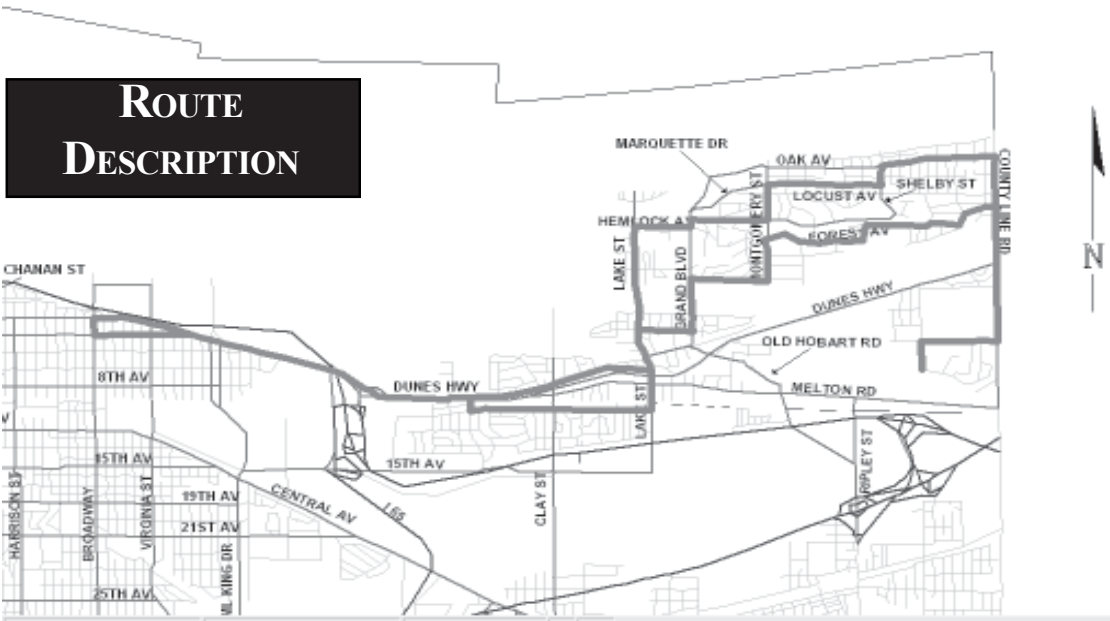 ROUTE
DESCRIPTION
MARQUETTE DR
OAK AV
SHELBY ST
LOCUST AV
COUNTY LINE RD
HEMLOCK AV
MONTGOMERY ST
FOREST AV
LAKE ST
GRAND BLVD
N
CHANAN ST
DUNES HWY
OLD HOBART RD
8TH AV
DUNES HWY
MELTON RD
LAKE ST
V
15TH AV
15TH AV
RIPLEY ST
HARRISON ST
BROADWAY
VIRGINIA ST
19TH AV
CENTRAL AV
I 65
CLAY ST
21ST AV
ML KING DR
25TH AV